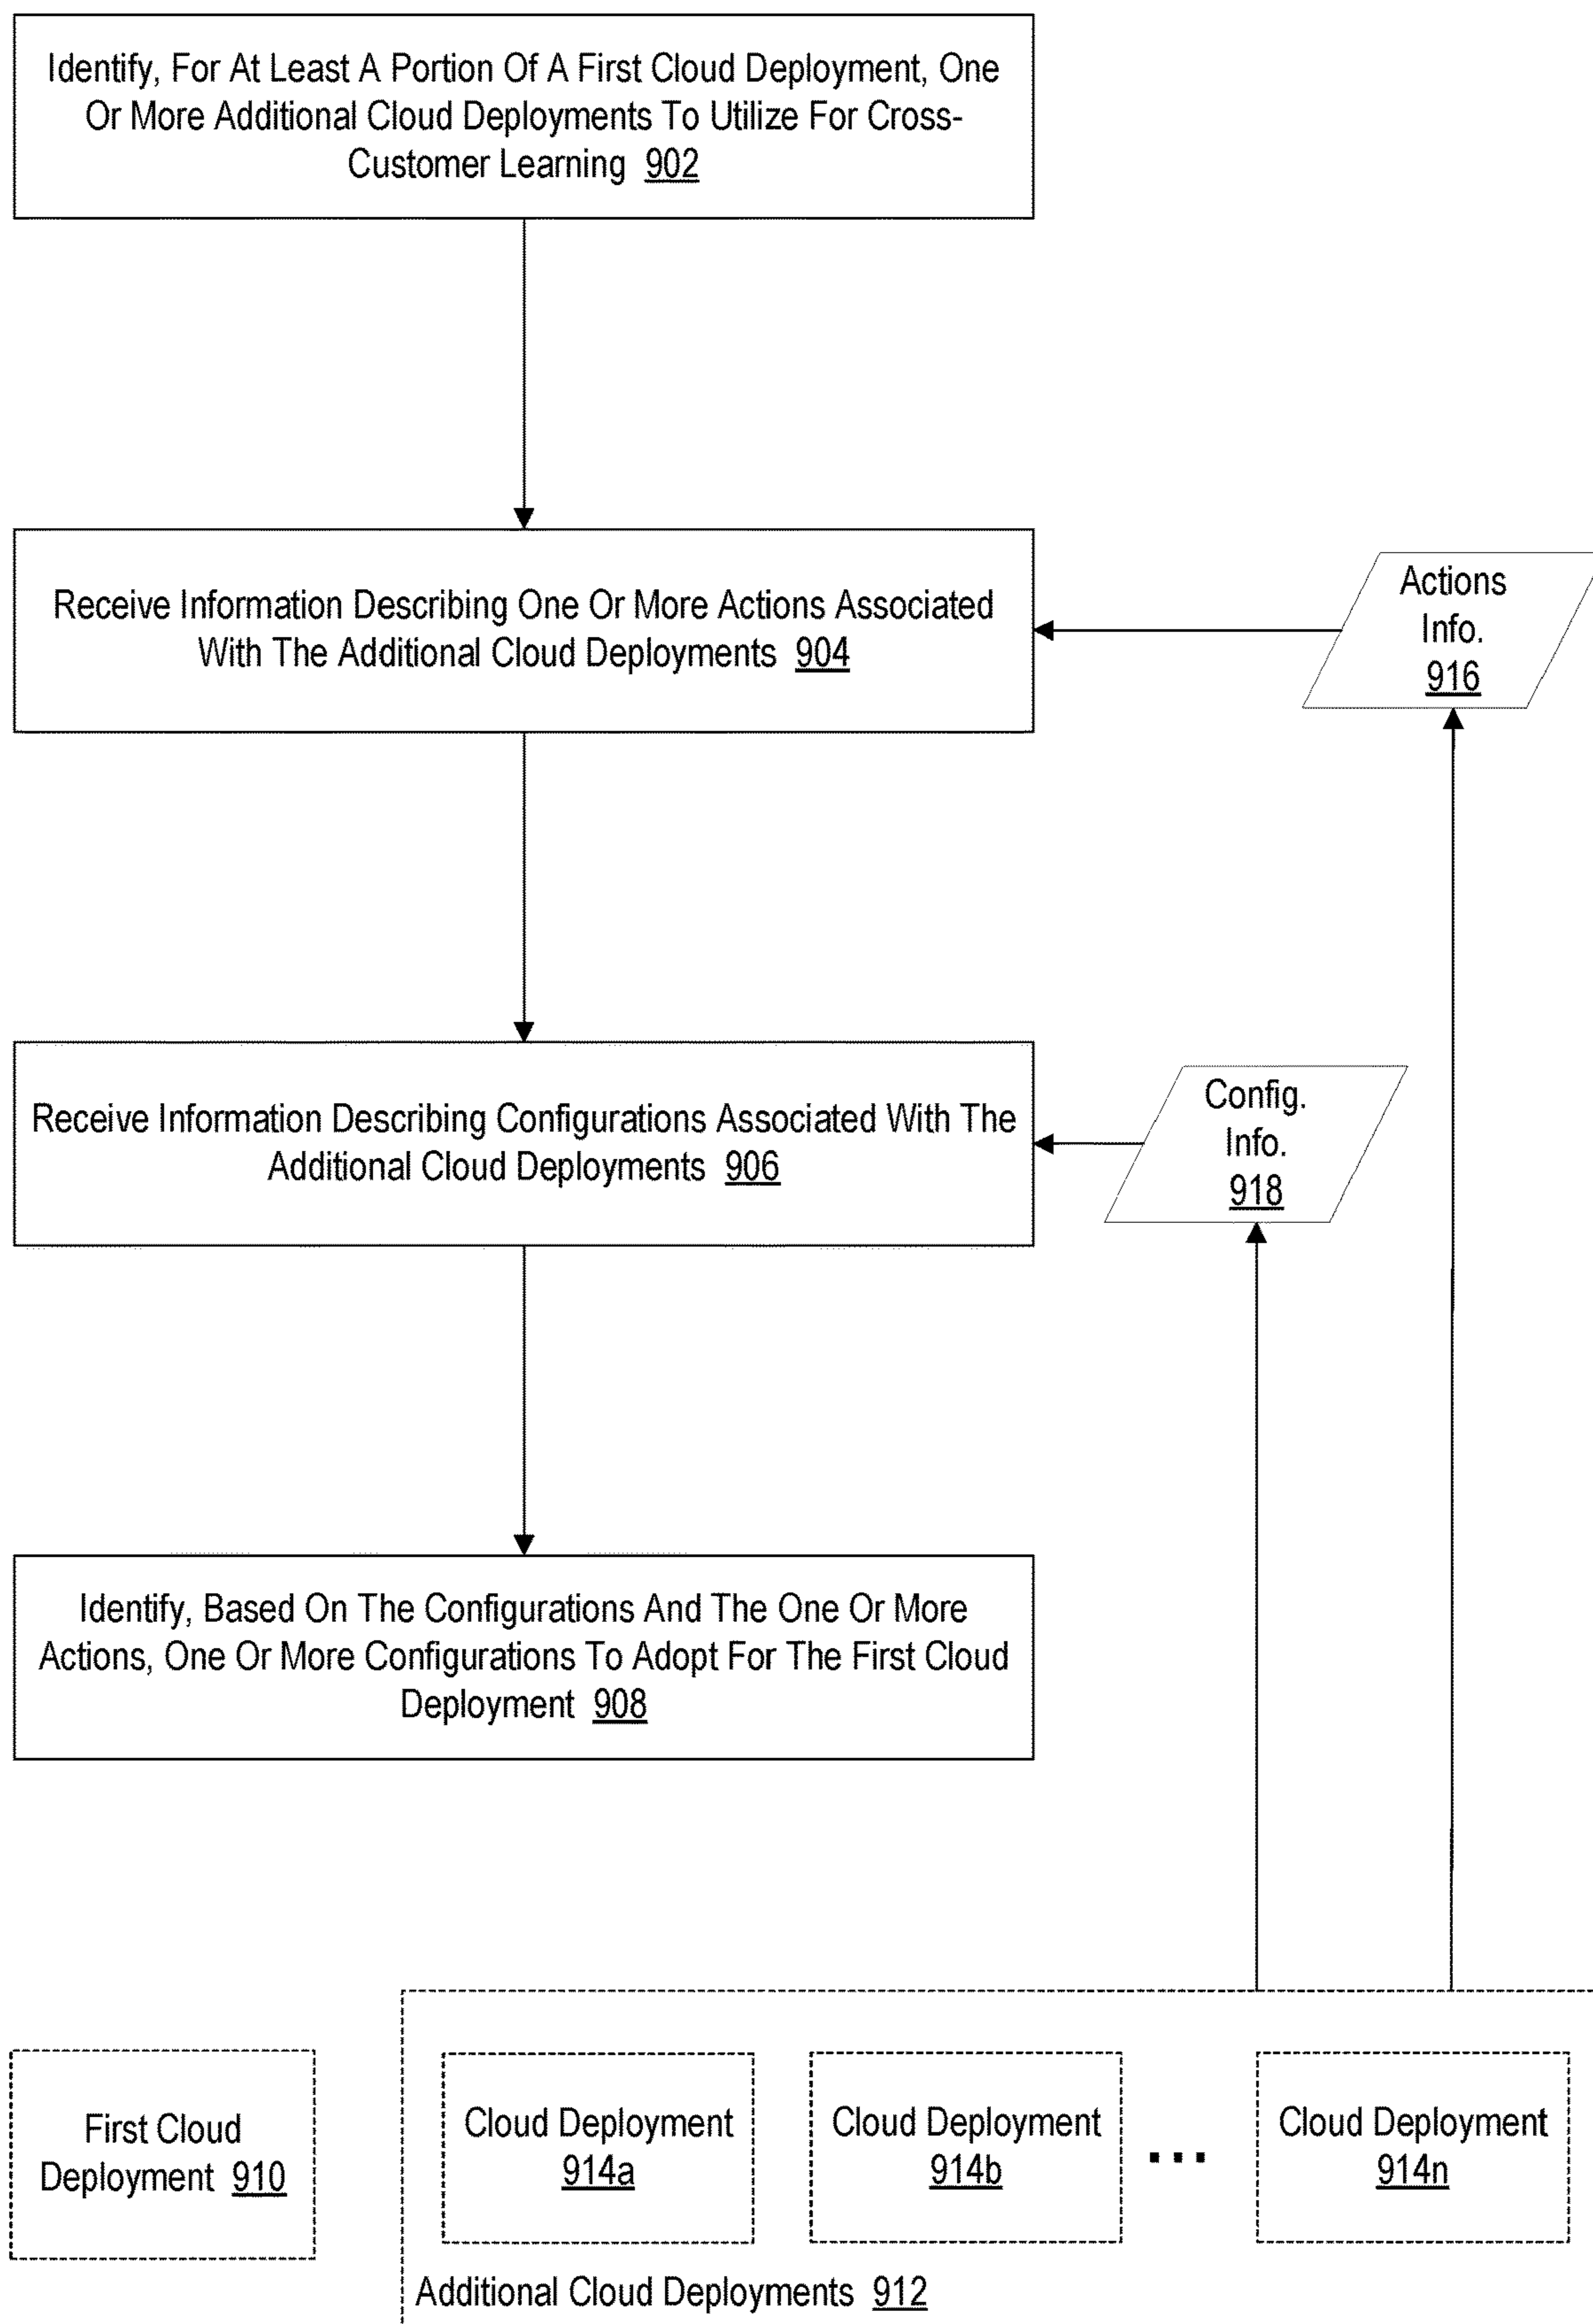 Identify, For At Least A Portion Of A First Cloud Deployment, One
Or More Additional Cloud Deployments To Utilize For Cross-
Customer Learning 902
Receive Information Describing One Or More Actions Associated
With The Additional Cloud Deployments 904
Actions
Info.
916
Receive Information Describing Configurations Associated With The
Additional Cloud Deployments 906
Config.
Info.
918
Identify, Based On The Configurations And The One Or More
Actions, One Or More Configurations To Adopt For The First Cloud
Deployment 908
First Cloud
Deployment 910
Cloud Deployment
914a
Cloud Deployment
914b
...
Cloud Deployment
914n
Additional Cloud Deployments 912